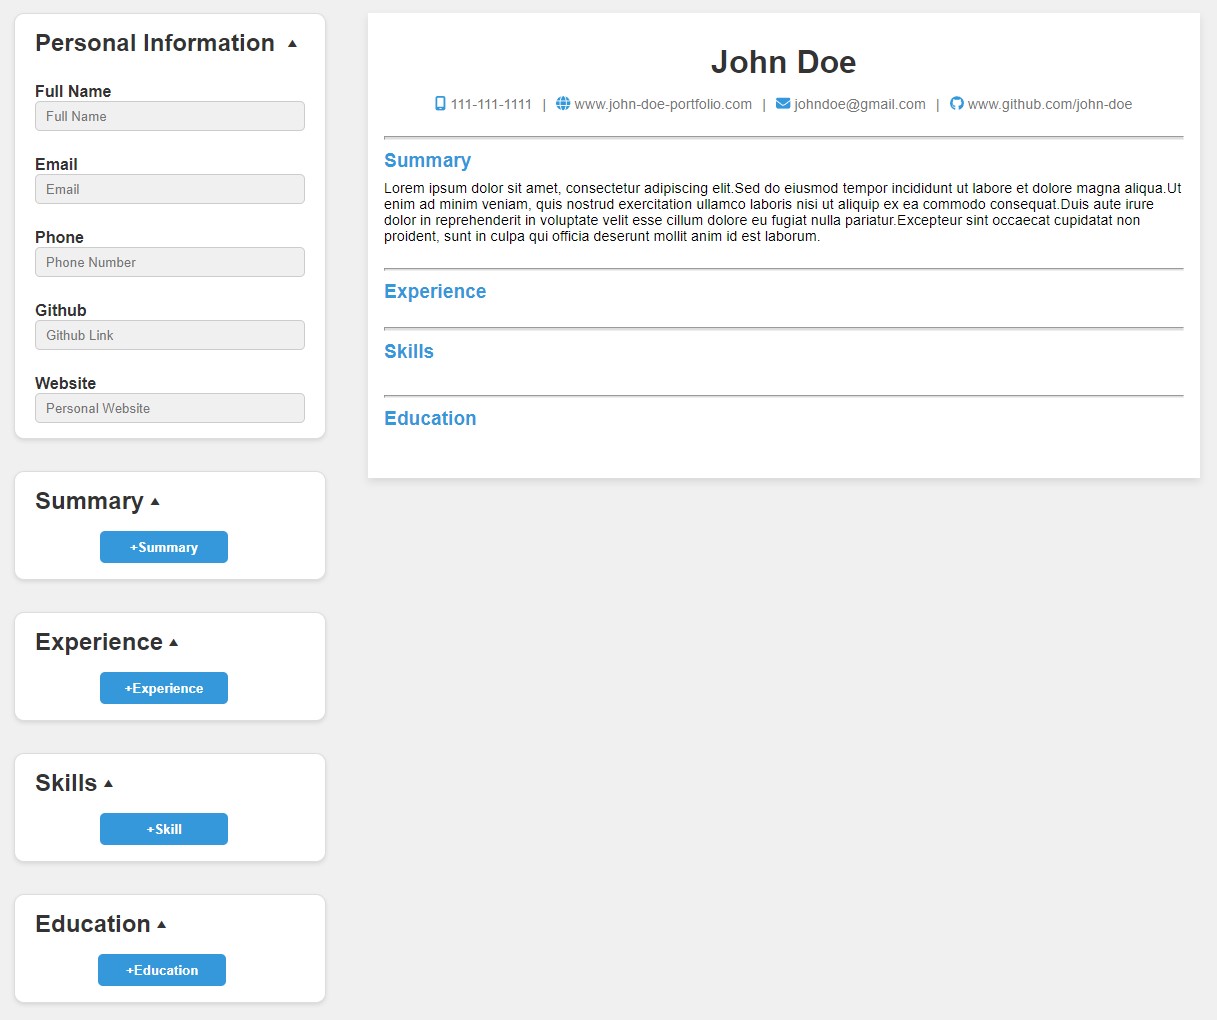 Personal Information ▲
Full Name
Full Name
Email
Email
Phone
Phone Number
Github
Github Link
Website
Personal Website
Summary ▲
+Summary
Experience ▲
+Experience
Skills ▲
+Skill
Education ▲
+Education
John Doe
111-111-1111 | www.john-doe-portfolio.com | johndoe@gmail.com | www.github.com/john-doe
Summary
Lorem ipsum dolor sit amet, consectetur adipiscing elit.Sed do eiusmod tempor incididunt ut labore et dolore magna aliqua.Ut
enim ad minim veniam, quis nostrud exercitation ullamco laboris nisi ut aliquip ex ea commodo consequat.Duis aute irure
dolor in reprehenderit in voluptate velit esse cillum dolore eu fugiat nulla pariatur.Excepteur sint occaecat cupidatat non
proident, sunt in culpa qui officia deserunt mollit anim id est laborum.
Experience
Skills
Education